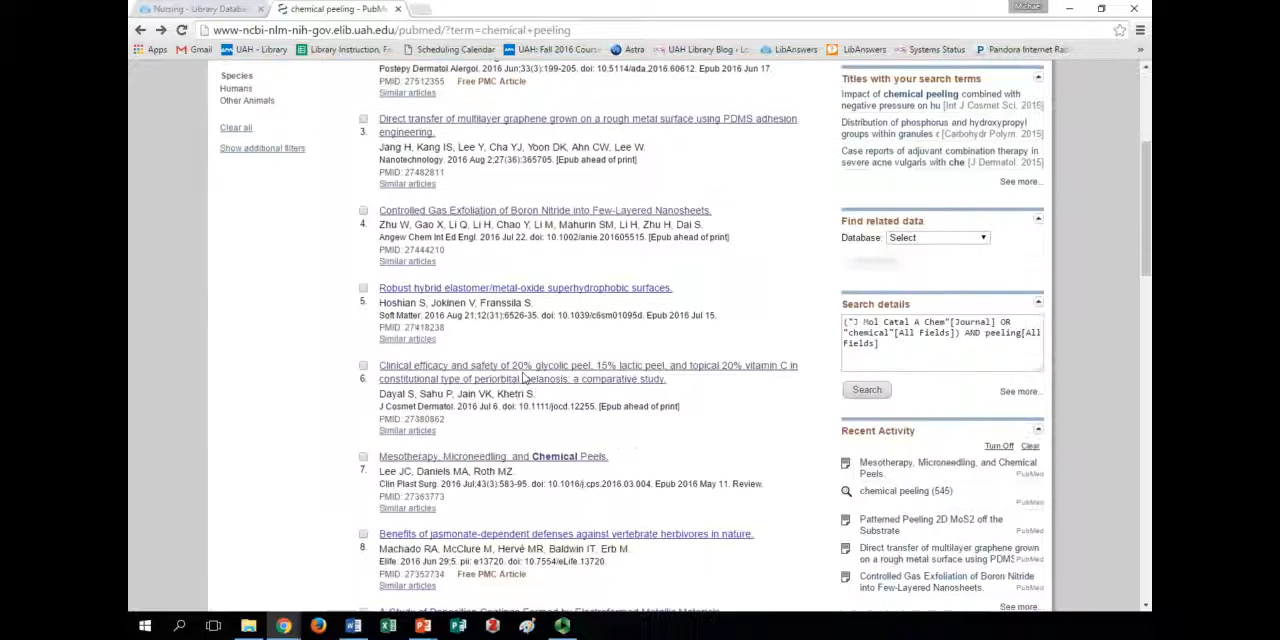 Nursing - Library Databa
chemical peeling - PubM
Michael
www-ncbi-nlm-nih-gov.elib.uah.edu/pubmed/?term=chemical+peeling
Apps
Gmail
UAH - Library
Library Instruction, F
Scheduling Calendar
UAH: Fall 2016 Cours
Astra
UAH Library Blog - Lo
LibAnswers
LibAnswers
Systems Status
Pandora Internet Rad
»
Species
Humans
Other Animals
Clear all
Show additional filters
Postepy Dermatol Alergol. 2016 Jun;33(3):199-205. doi: 10.5114/ada.2016.60612. Epub 2016 Jun 17.
PMID: 27512355 Free PMC Article
Similar articles
Direct transfer of multilayer graphene grown on a rough metal surface using PDMS adhesion
3. engineering.
Jang H, Kang IS, Lee Y, Cha YJ, Yoon DK, Ahn CW, Lee W.
Nanotechnology. 2016 Aug 2;27(36):365705. [Epub ahead of print]
PMID: 27482811
Similar articles
Controlled Gas Exfoliation of Boron Nitride into Few-Layered Nanosheets.
4. Zhu W, Gao X, Li Q, Li H, Chao Y, Li M, Mahurin SM, Li H, Zhu H, Dai S.
Angew Chem Int Ed Engl. 2016 Jul 22. doi: 10.1002/anie.201605515. [Epub ahead of print]
PMID: 27444210
Similar articles
Robust hybrid elastomer/metal-oxide superhydrophobic surfaces.
5. Hoshian S, Jokinen V, Franssila S.
Soft Matter. 2016 Aug 21;12(31):6526-35. doi: 10.1039/c6sm01095d. Epub 2016 Jul 15.
PMID: 27418238
Similar articles
Clinical efficacy and safety of 20% glycolic peel, 15% lactic peel, and topical 20% vitamin C in
6. constitutional type of periorbital melanosis: a comparative study.
Dayal S, Sahu P, Jain VK, Khetri S.
J Cosmet Dermatol. 2016 Jul 6. doi: 10.1111/jocd.12255. [Epub ahead of print]
PMID: 27380862
Similar articles
Mesotherapy, Microneedling, and Chemical Peels.
7. Lee JC, Daniels MA, Roth MZ.
Clin Plast Surg. 2016 Jul;43(3):583-95. doi: 10.1016/j.cps.2016.03.004. Epub 2016 May 11. Review.
PMID: 27363773
Similar articles
Benefits of jasmonate-dependent defenses against vertebrate herbivores in nature.
8. Machado RA, McClure M, Hervé MR, Baldwin IT, Erb M.
Elife. 2016 Jun 29;5. pii: e13720. doi: 10.7554/eLife.13720.
PMID: 27352734 Free PMC Article
Similar articles
Titles with your search terms
Impact of chemical peeling combined with
negative pressure on hu [Int J Cosmet Sci. 2016]
Distribution of phosphorus and hydroxypropyl
groups within granules c [Carbohydr Polym. 2015]
Case reports of adjuvant combination therapy in
severe acne vulgaris with che [J Dermatol. 2015]
See more...
Find related data
Database: Select
Search details
("J Mol Catal A Chem"[Journal] OR
"chemical"[All Fields]) AND peeling[All
Fields]
Search
See more...
Recent Activity
Turn Off Clear
Mesotherapy, Microneedling, and Chemical
Peels. PubMed
chemical peeling (545)
PubMed
Patterned Peeling 2D MoS2 off the
Substrate PubMed
Direct transfer of multilayer graphene grown
on a rough metal surface using PDMS PubMed
Controlled Gas Exfoliation of Boron Nitride
into Few-Layered Nanosheets. PubMed
See more...